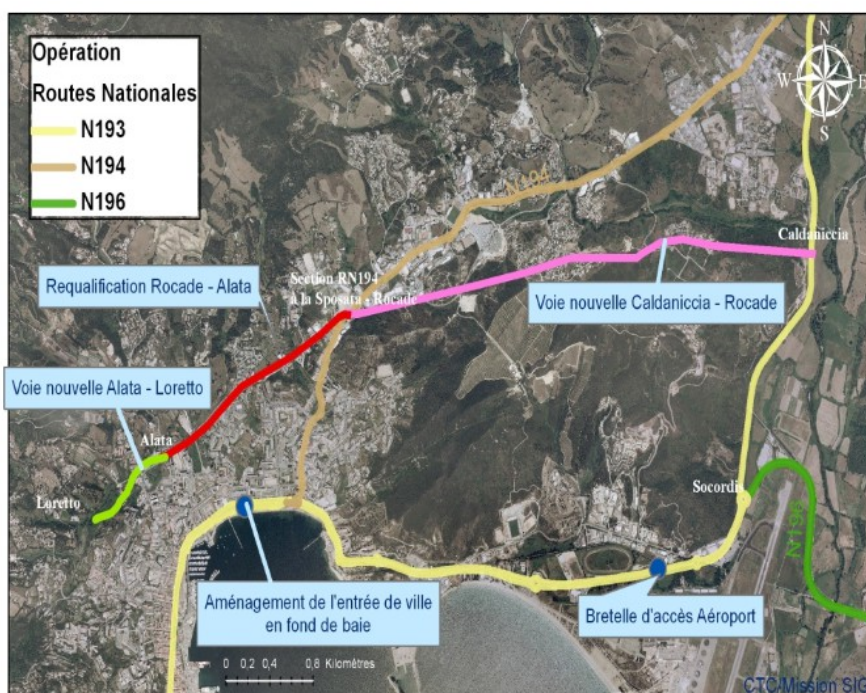 Opération
Routes Nationales
N193
N194
N196
N
W
E
S
N194
Caldaniccia
Section RN194
à la Sposata - Rocade
Requalification Rocade - Alata
Voie nouvelle Caldaniccia - Rocade
Voie nouvelle Alata - Loretto
Alata
Loretto
Socordis
N196
Aménagement de l'entrée de ville
en fond de baie
Bretelle d'accès Aéroport
0 0,2 0,4 0,8 Kilomètres
CTC-Mission SIG